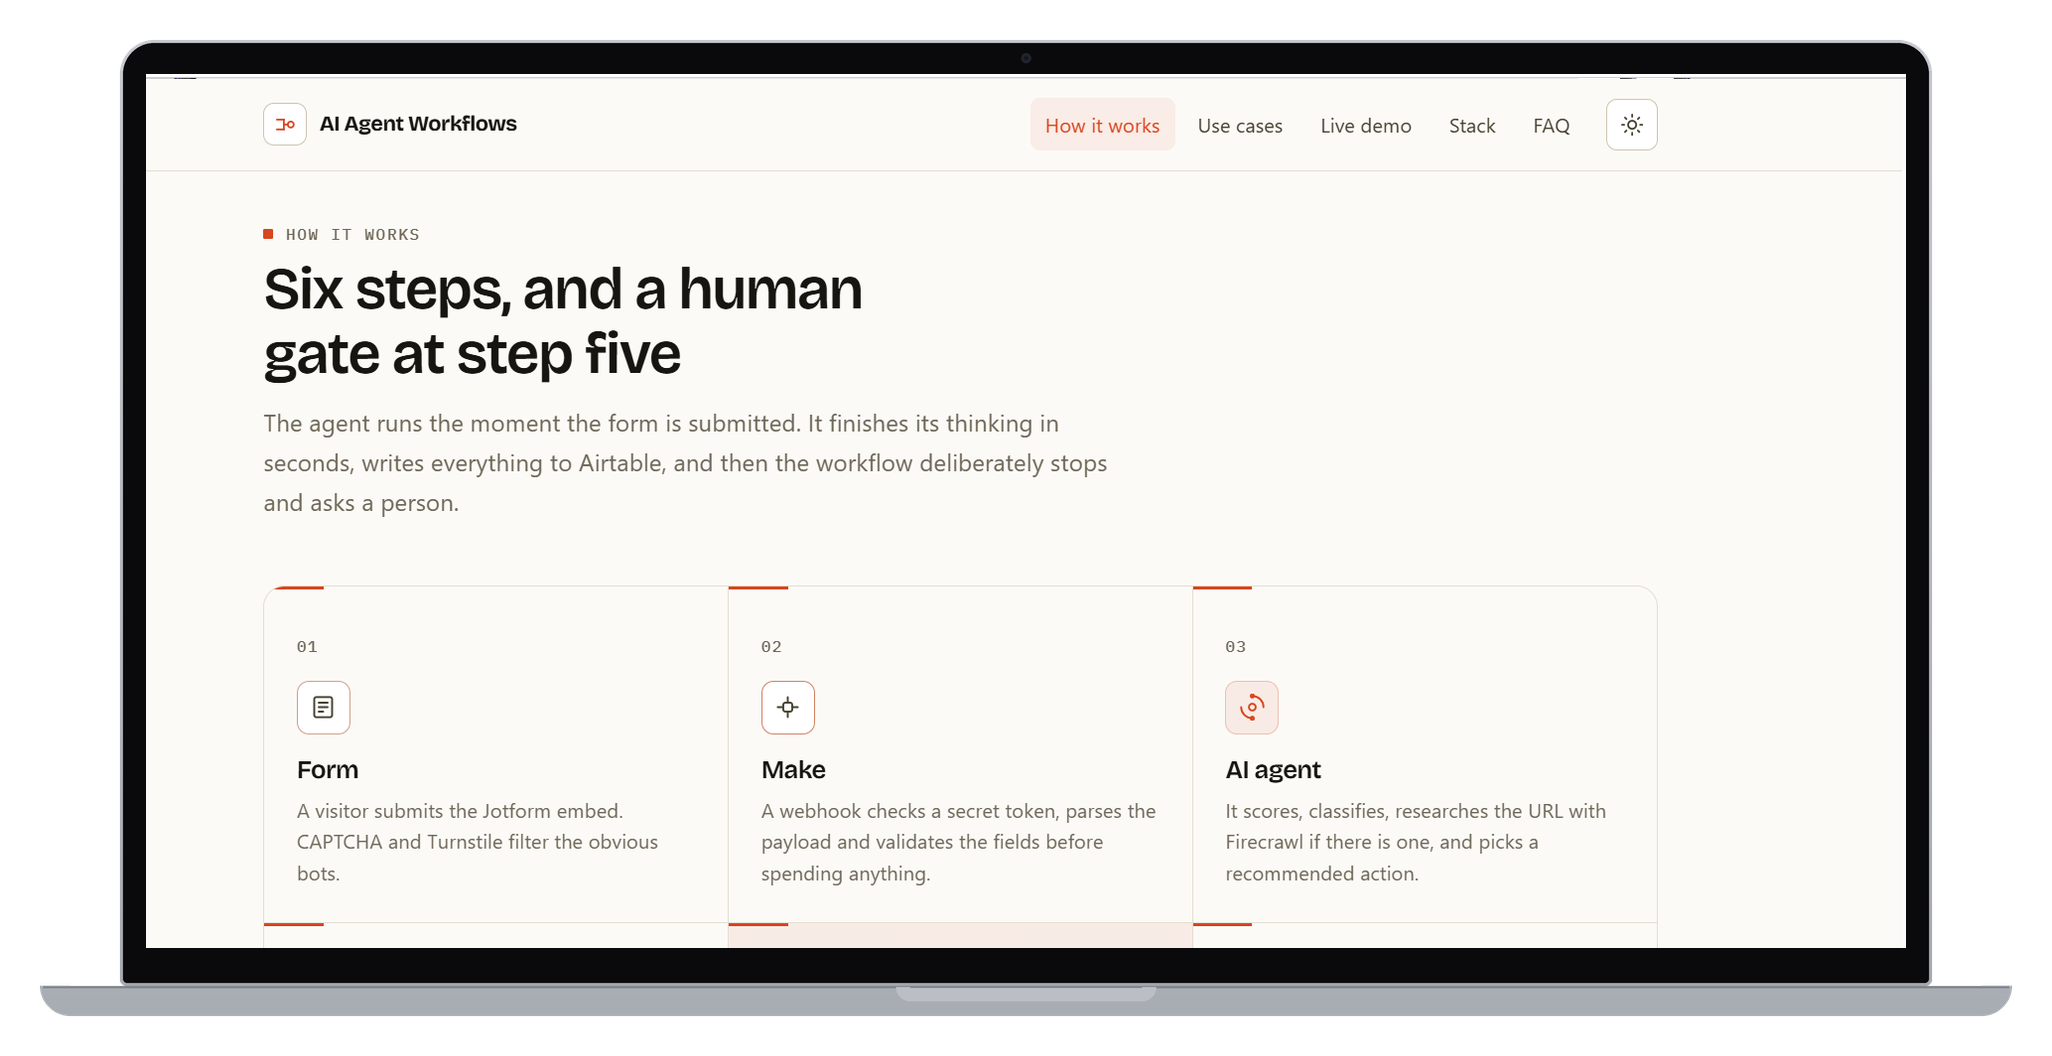 AI Agent Workflows
How it works
Use cases
Live demo
Stack
FAQ
HOW IT WORKS
Six steps, and a human
gate at step five
The agent runs the moment the form is submitted. It finishes its thinking in
seconds, writes everything to Airtable, and then the workflow deliberately stops
and asks a person.
01
Form
A visitor submits the Jotform embed.
CAPTCHA and Turnstile filter the obvious
bots.
02
Make
A webhook checks a secret token, parses the
payload and validates the fields before
spending anything.
03
AI agent
It scores, classifies, researches the URL with
Firecrawl if there is one, and picks a
recommended action.